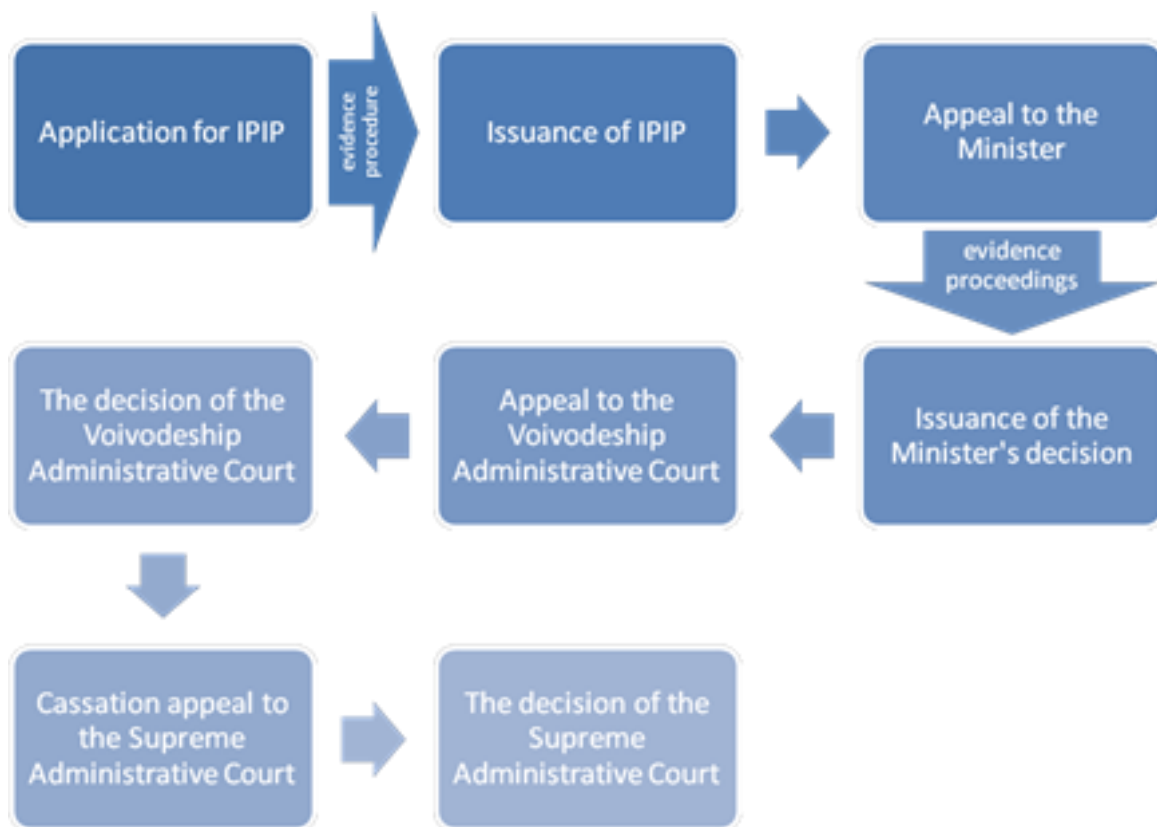 Application for IPIP
evidence
procedure
Issuance of IPIP
Appeal to the
Minister
evidence
proceedings
Issuance of the
Minister's decision
Appeal to the
Voivodeship
Administrative Court
The decision of the
Voivodeship
Administrative Court
Cassation appeal to
the Supreme
Administrative Court
The decision of the
Supreme
Administrative Court